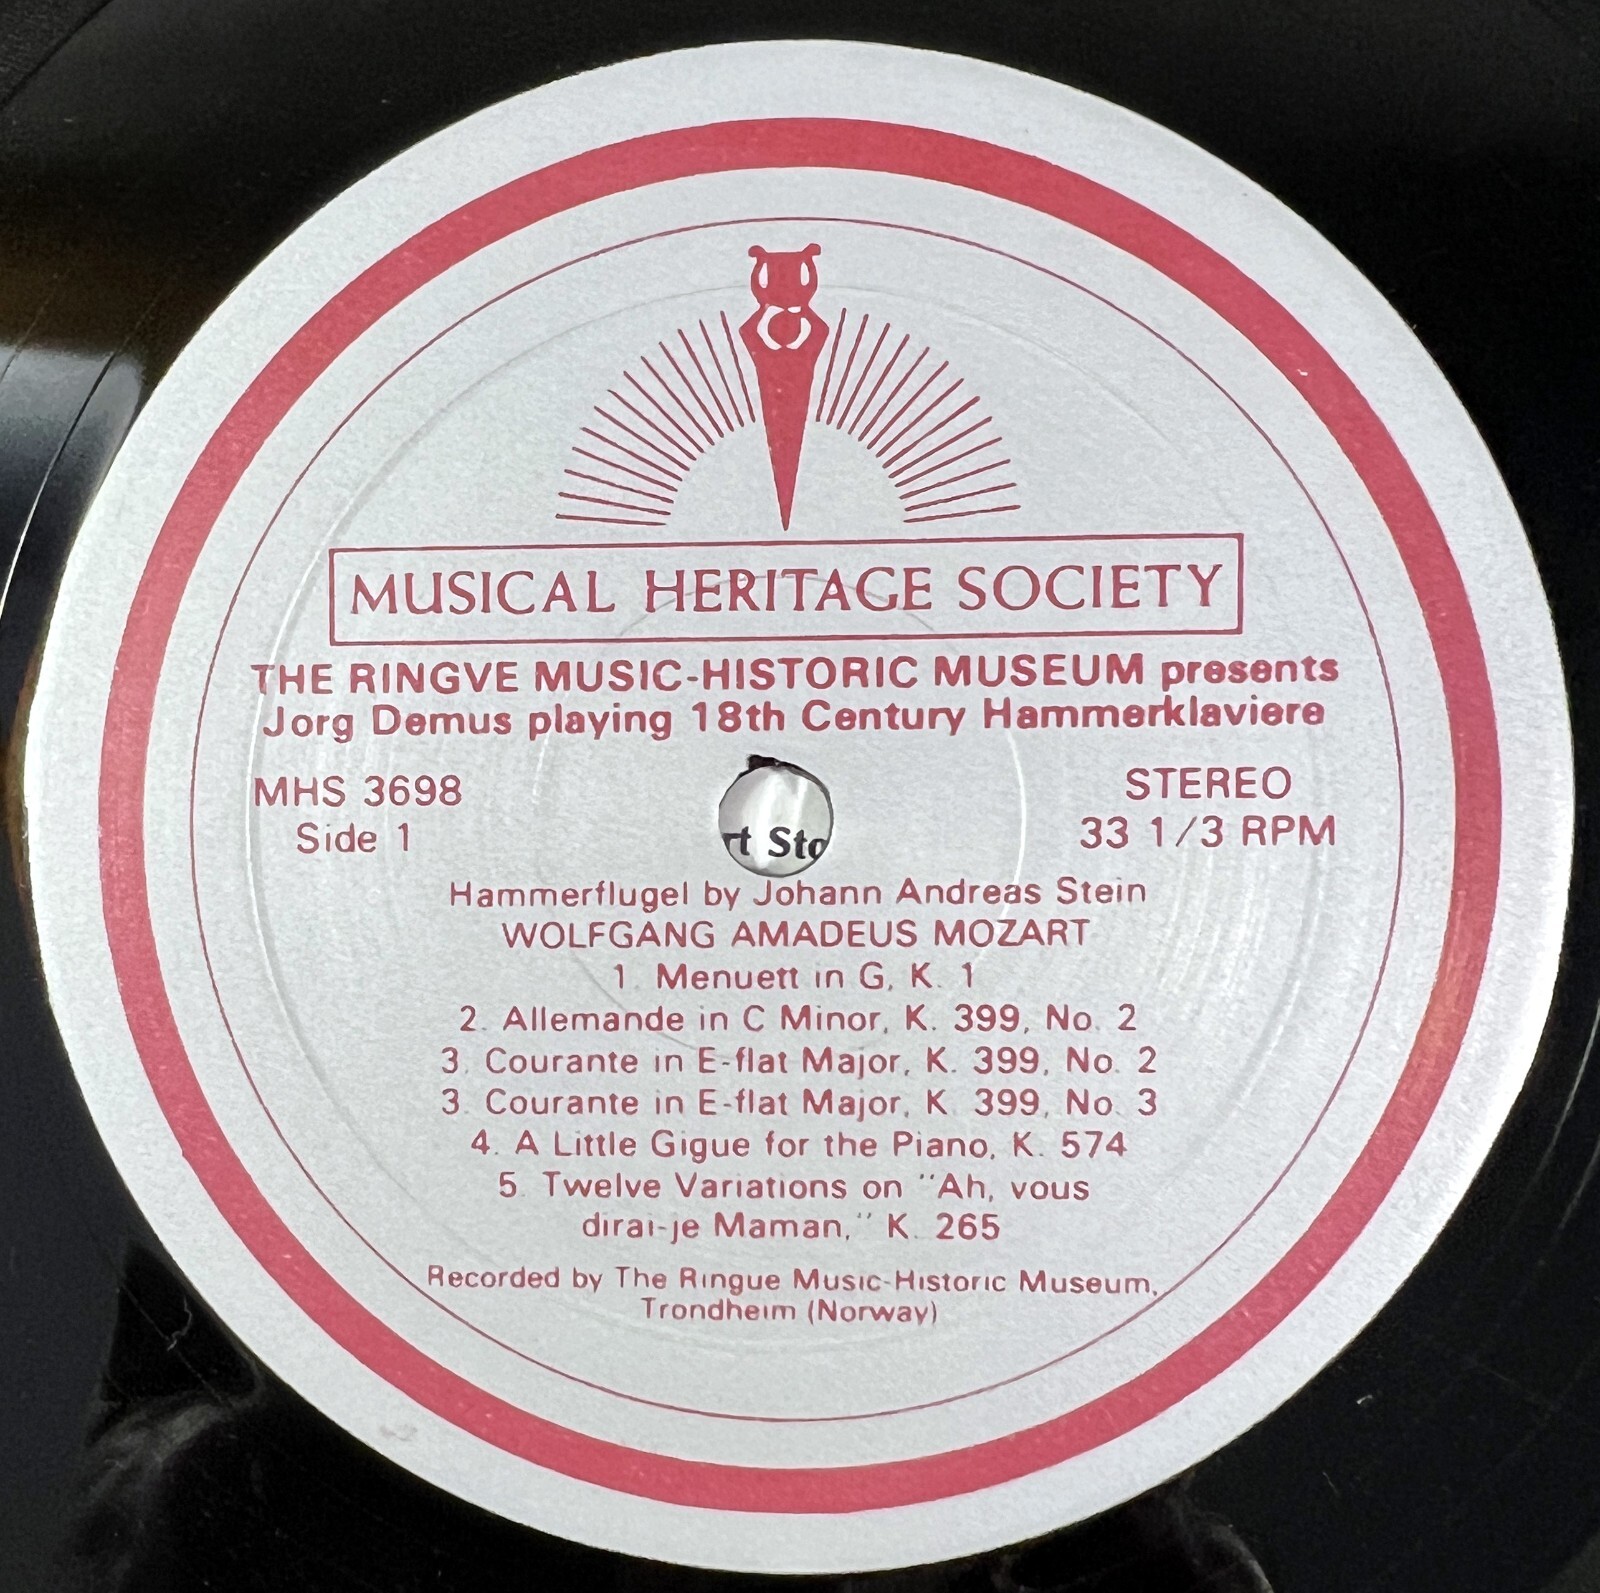 MUSICAL HERITAGE SOCIETY
THE RINGVE MUSIC-HISTORIC MUSEUM presents
Jorg Demus playing 18th Century Hammerklaviere
MHS 3698
Side 1
STEREO
33 1/3 RPM
rt Sto
Hammerflugel by Johann Andreas Stein
WOLFGANG AMADEUS MOZART
1. Menuett in G, K. 1
2. Allemande in C Minor, K. 399, No. 2
3. Courante in E-flat Major, K. 399, No. 2
3. Courante in E-flat Major, K. 399, No. 3
4. A Little Gigue for the Piano, K. 574
5. Twelve Variations on "Ah, vous
dirai-je Maman," K. 265
Recorded by The Ringue Music-Historic Museum,
Trondheim (Norway)